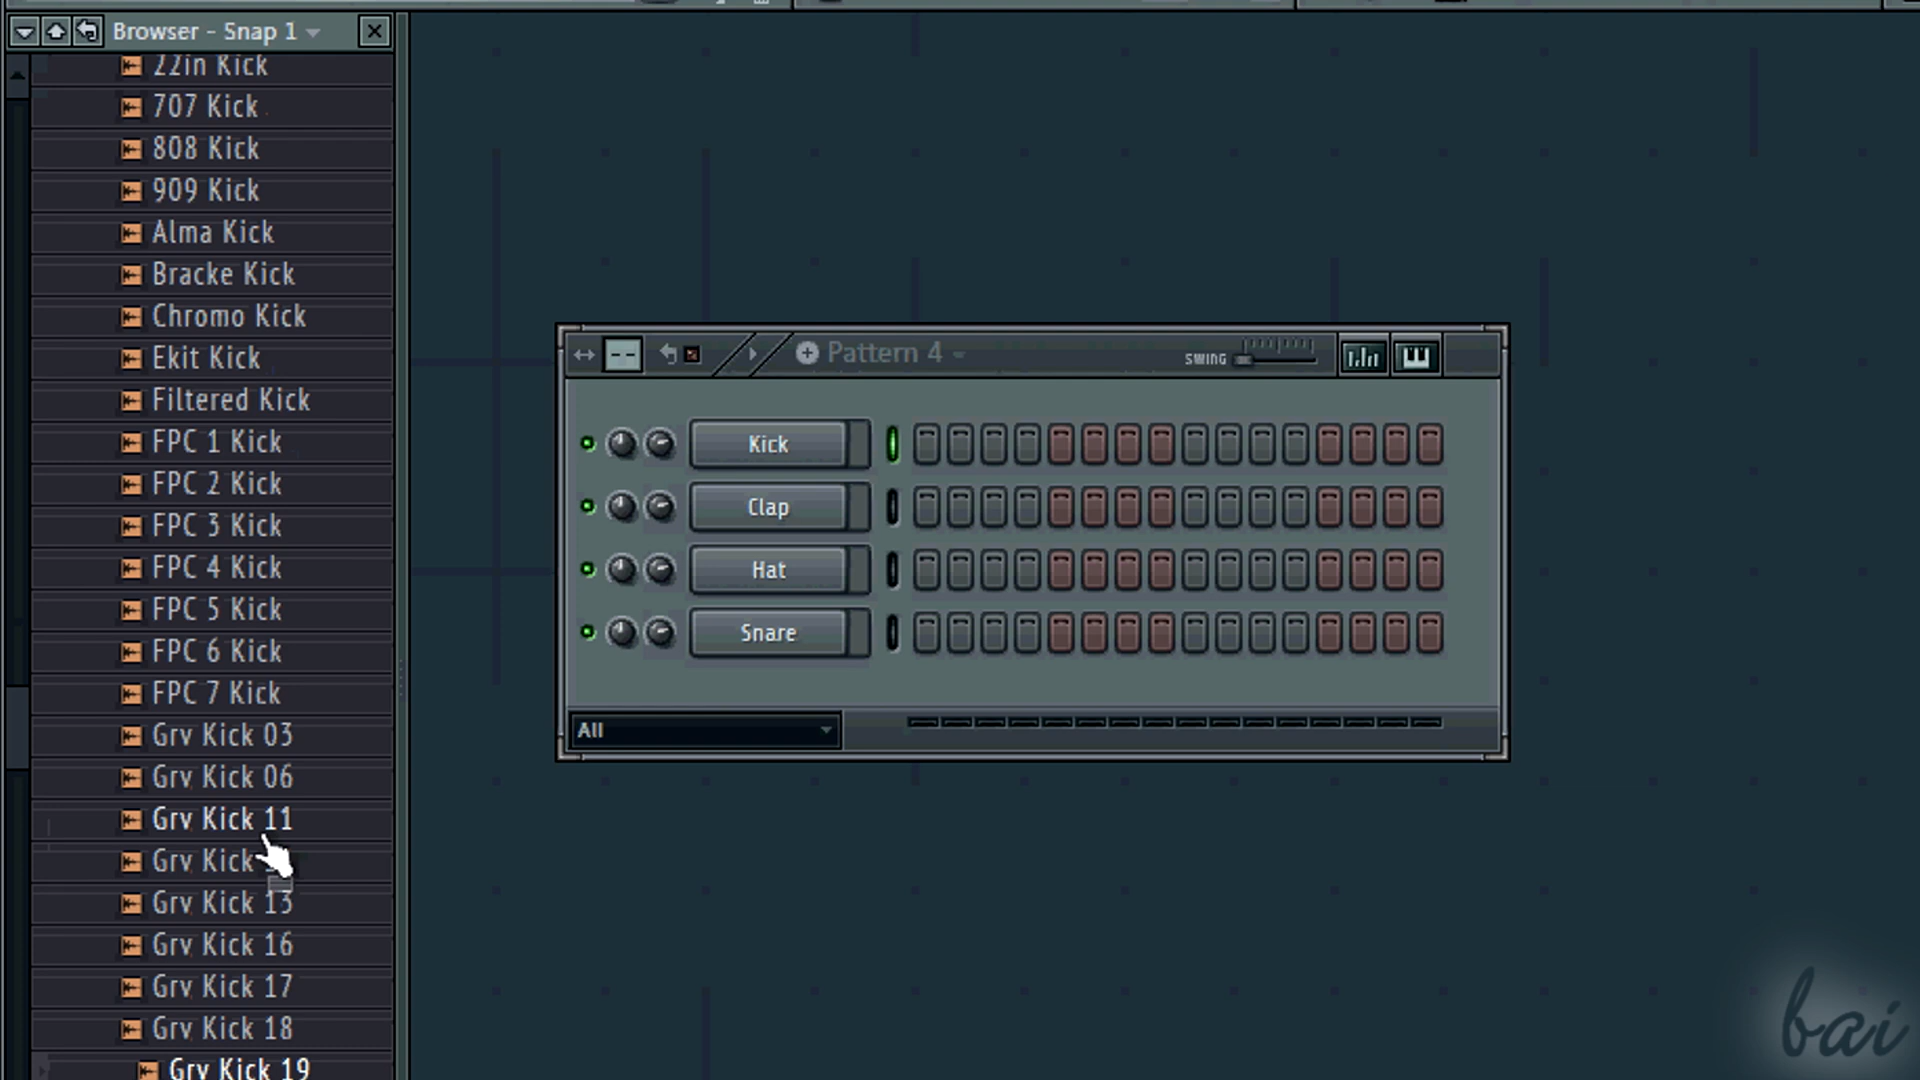 Browser - Snap 1
22in Kick
707 Kick
808 Kick
909 Kick
Alma Kick
Bracke Kick
Chromo Kick
Ekit Kick
Filtered Kick
FPC 1 Kick
FPC 2 Kick
FPC 3 Kick
FPC 4 Kick
FPC 5 Kick
FPC 6 Kick
FPC 7 Kick
Grv Kick 03
Grv Kick 06
Grv Kick 11
Grv Kick
Grv Kick 13
Grv Kick 16
Grv Kick 17
Grv Kick 18
Grv Kick 19
Pattern 4
SWING
Kick
Clap
Hat
Snare
All
bai